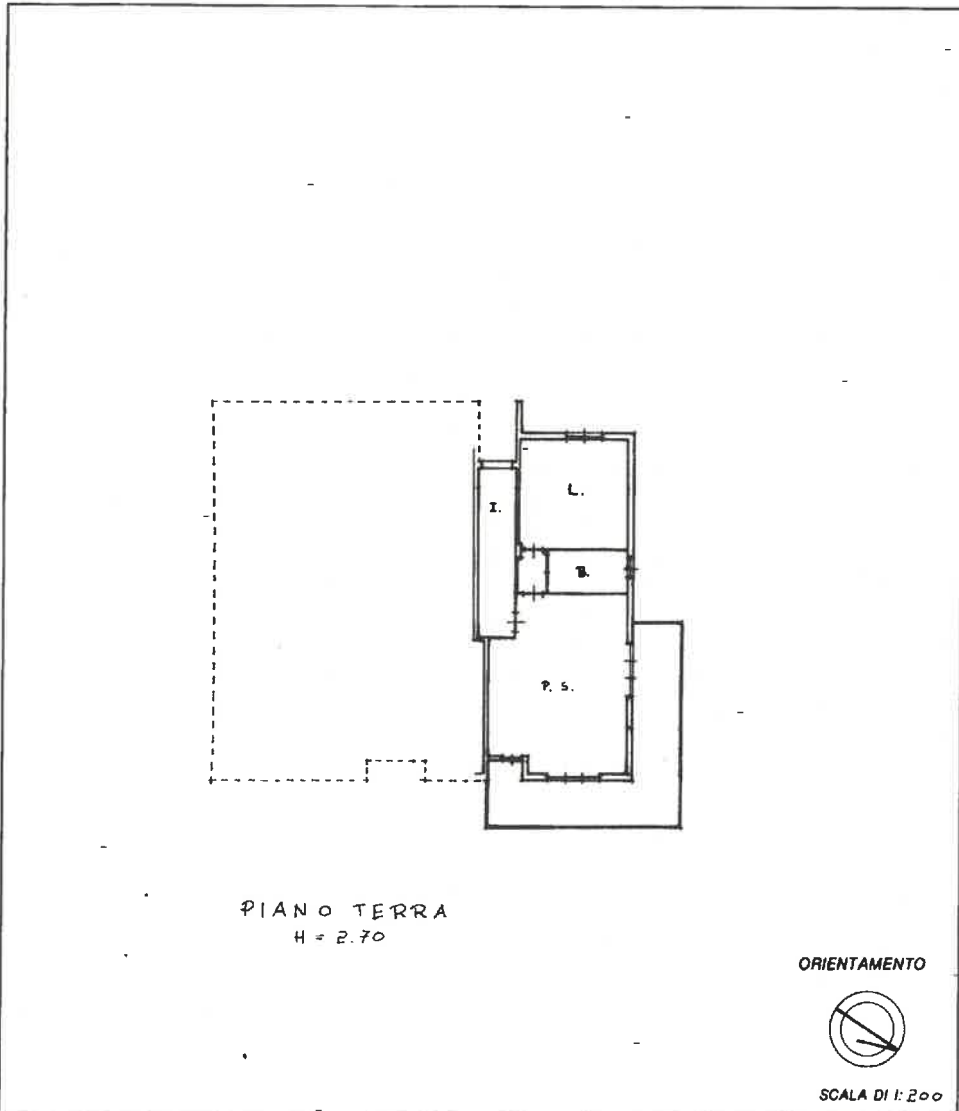 L.
I.
B.
P. S.
PIANO TERRA
H = 2.70
ORIENTAMENTO
SCALA DI 1:200